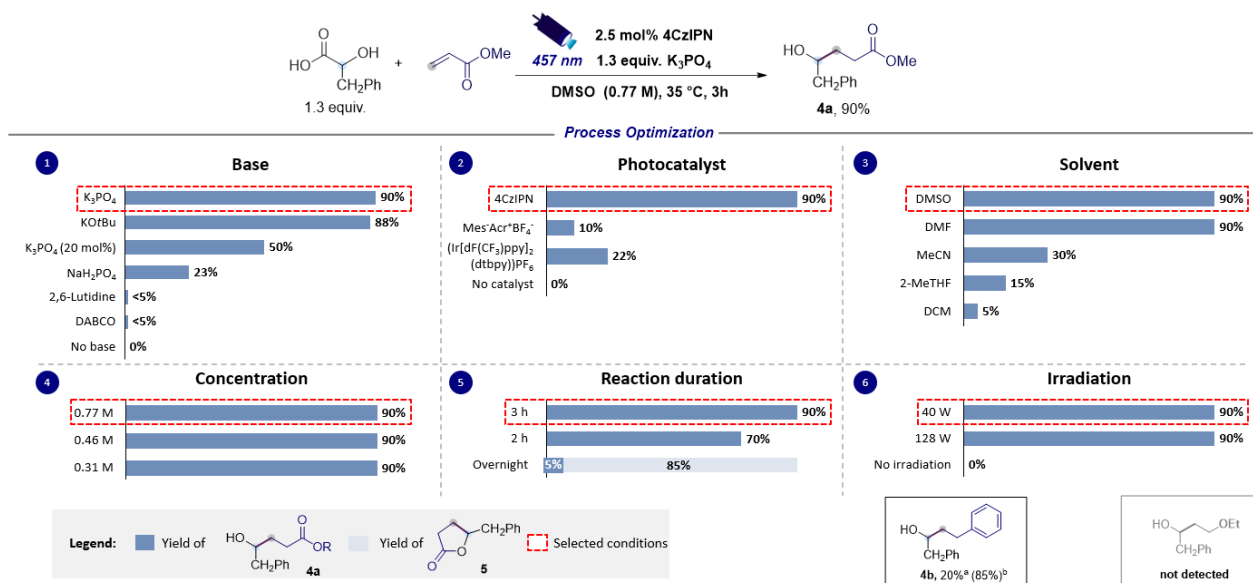 O
OH
HO
CH₂Ph
1.3 equiv.
+
OMe
O
457 nm
2.5 mol% 4CzIPN
1.3 equiv. K₃PO₄
DMSO (0.77 M), 35 °C, 3h
HO
O
OMe
CH₂Ph
4a, 90%
Process Optimization
1
Base
K₃PO₄
90%
KOtBu
88%
K₃PO₄ (20 mol%)
50%
NaH₂PO₄
23%
2,6-Lutidine
<5%
DABCO
<5%
No base
0%
2
Photocatalyst
4CzIPN
90%
Mes⁻Acr⁺BF₄⁻
10%
(Ir[dF(CF₃)ppy]₂
(dtbpy))PF₆
22%
No catalyst
0%
3
Solvent
DMSO
90%
DMF
90%
MeCN
30%
2-MeTHF
15%
DCM
5%
4
Concentration
0.77 M
90%
0.46 M
90%
0.31 M
90%
5
Reaction duration
3 h
90%
2 h
70%
Overnight
5%
85%
6
Irradiation
40 W
90%
128 W
90%
No irradiation
0%
Legend:
Yield of
HO
O
OR
CH₂Ph
4a
Yield of
CH₂Ph
O
O
5
Selected conditions
HO
CH₂Ph
4b, 20%ᵃ (85%)ᵇ
HO
OEt
CH₂Ph
not detected